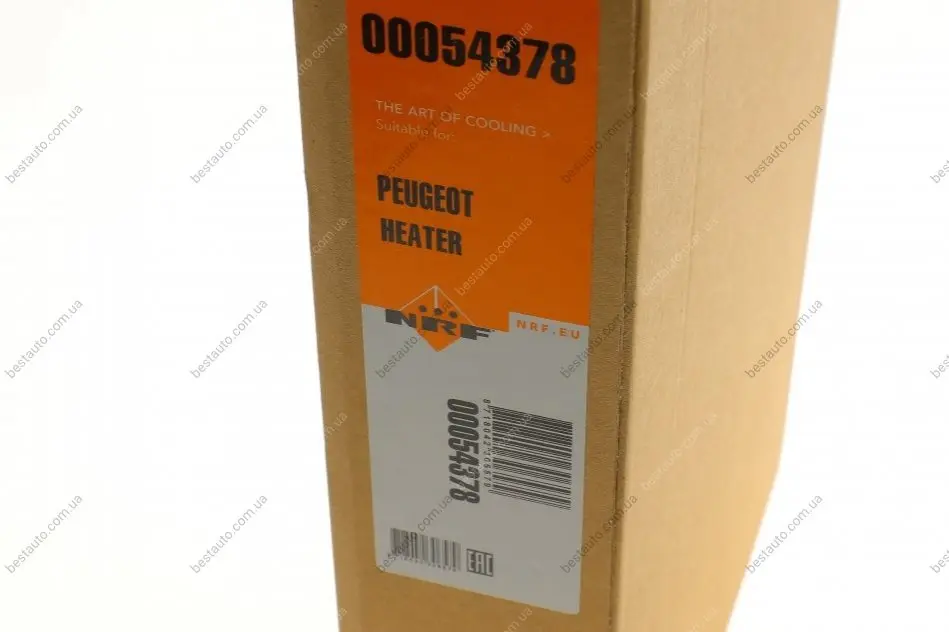 00054378
THE ART OF COOLING >
Suitable for:
PEUGEOT
HEATER
NRF
NRF.EU
00054378
EAC
bestauto.com.ua